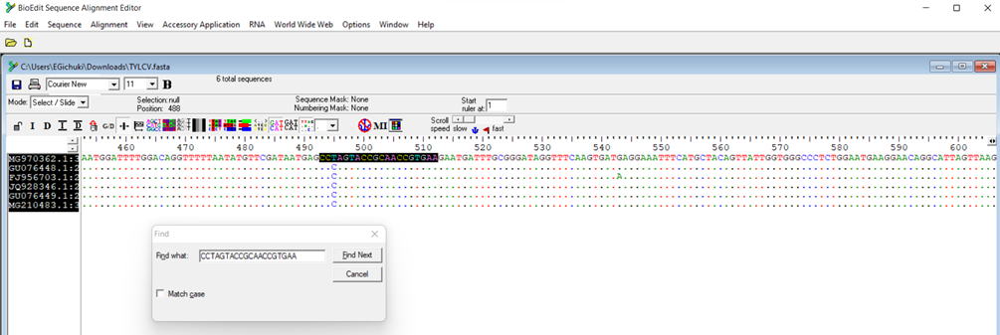 BioEdit Sequence Alignment Editor
File Edit Sequence Alignment View Accessory Application RNA World Wide Web Options Window Help
C:\Users\EGichuki\Downloads\TYLCV.fasta
Courier New 11 B 6 total sequences
Mode: Select / Slide Selection:null Position: 488 Sequence Mask: None Numbering Mask: None Start ruler at: 1
I D I D G/D MI Scroll speed slow fast
460 470 480 490 500 510 520 530 540 550 560 570 580 590 600
MG970362.1:3 AATGGATTTTGGACAGGTTTTTAATATGTTCGATAATGAGCCTAGTACCGCAACCGTGAAGAATGATTTGCGGGATAGGTTTCAAGTGATGAGGAAATTTCATGCTACAGTTATTGGTGGGCCCTCTGGAATGAAGGAACAGGCATTAGTTAAG
GU076448.1:2 C
FJ956703.1:2 A
JQ928346.1:2 C
GU076449.1:2 C
MG210483.1:3 C
Find
Find what: CCTAGTACCGCAACCGTGAA Find Next
Cancel
Match case